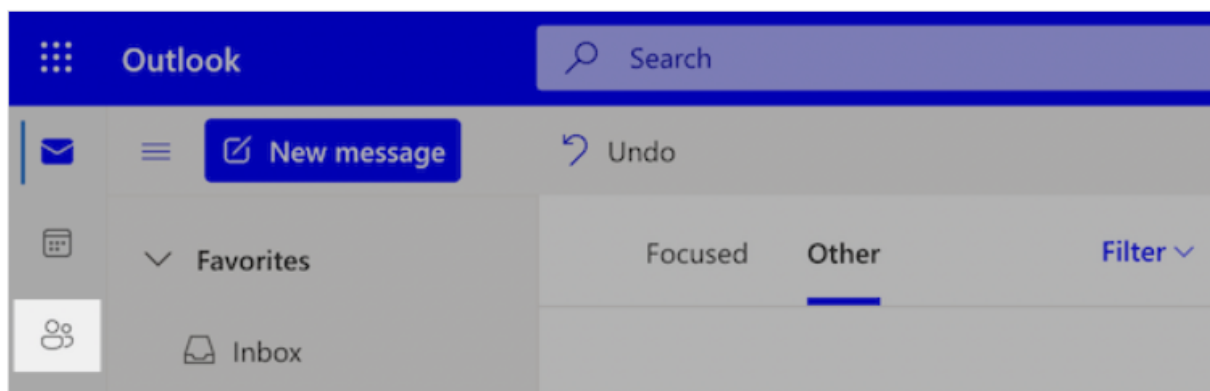 Outlook
Search
New message
Undo
Favorites
Focused
Other
Filter
Inbox